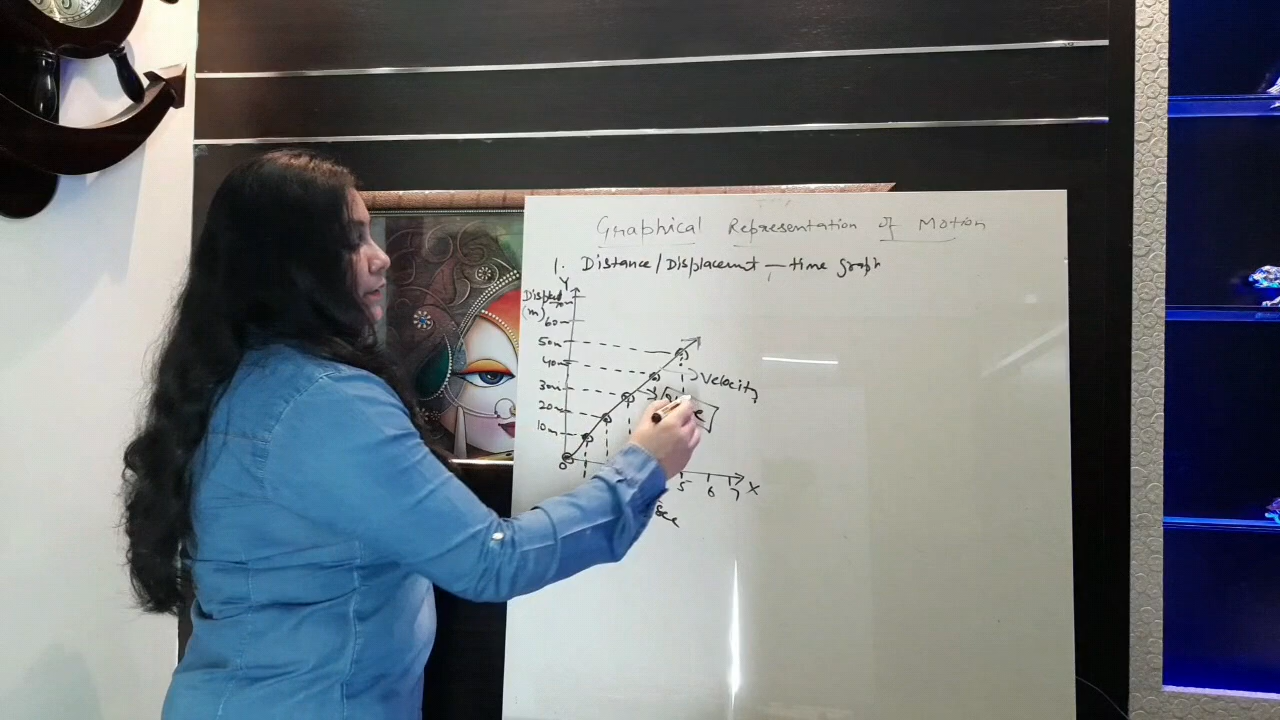 Graphical Representation of Motion
1. Distance/Displacement - time graph
Y
(m)
60m
50m
40m
30m
20m
10m
0
Velocity
5 6 7 X
Sec